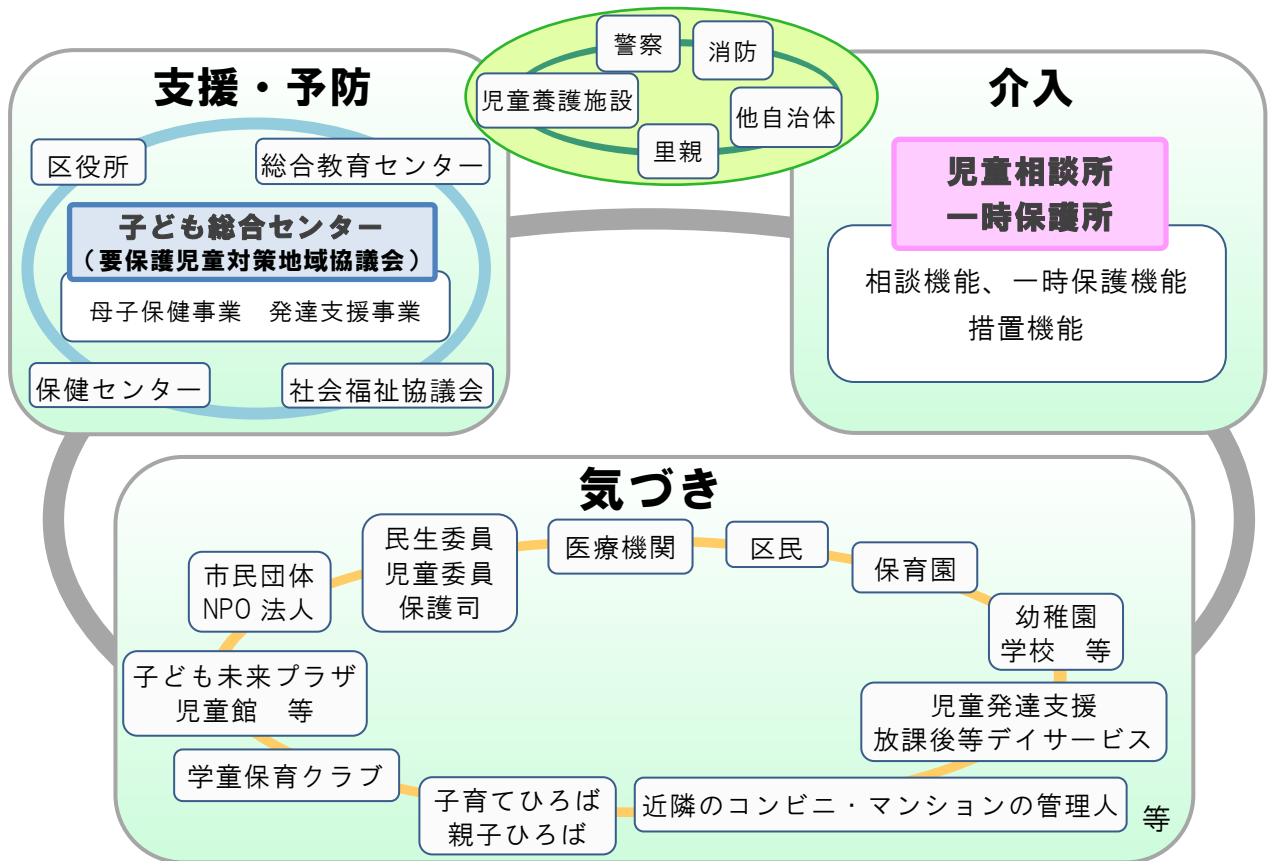 支援・予防
区役所
総合教育センター
子ども総合センター
（要保護児童対策地域協議会）
母子保健事業　発達支援事業
保健センター
社会福祉協議会
警察
消防
児童養護施設
他自治体
里親
介入
児童相談所
一時保護所
相談機能、一時保護機能
措置機能
気づき
民生委員
児童委員
保護司
医療機関
区民
保育園
市民団体
NPO 法人
幼稚園
学校　等
子ども未来プラザ
児童館　等
児童発達支援
放課後等デイサービス
学童保育クラブ
子育てひろば
親子ひろば
近隣のコンビニ・マンションの管理人
等